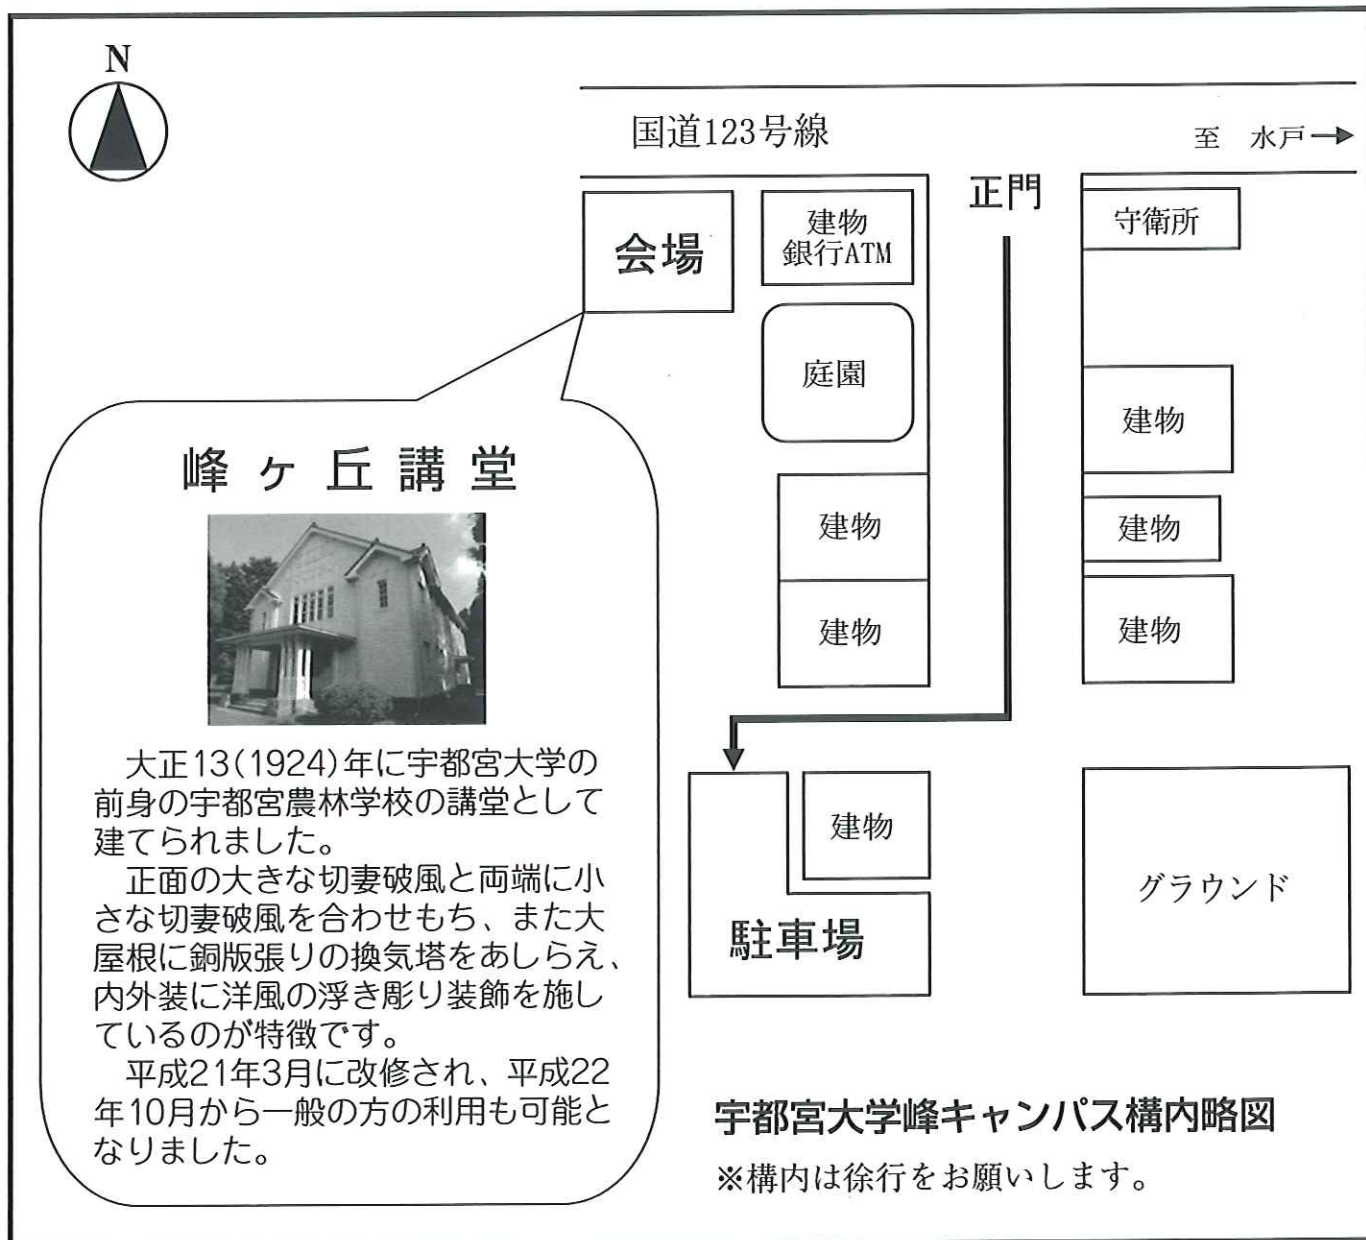 N
国道123号線
至 水戸→
正門
会場
建物
銀行ATM
守衛所
庭園
建物
建物
建物
建物
建物
峰ヶ丘講堂
大正13(1924)年に宇都宮大学の
前身の宇都宮農林学校の講堂として
建てられました。
正面の大きな切妻破風と両端に小
さな切妻破風を合わせもち、また大
屋根に銅版張りの換気塔をあしらえ、
内外装に洋風の浮き彫り装飾を施し
ているのが特徴です。
平成21年3月に改修され、平成22
年10月から一般の方の利用も可能と
なりました。
建物
駐車場
グラウンド
宇都宮大学峰キャンパス構内略図
※構内は徐行をお願いします。